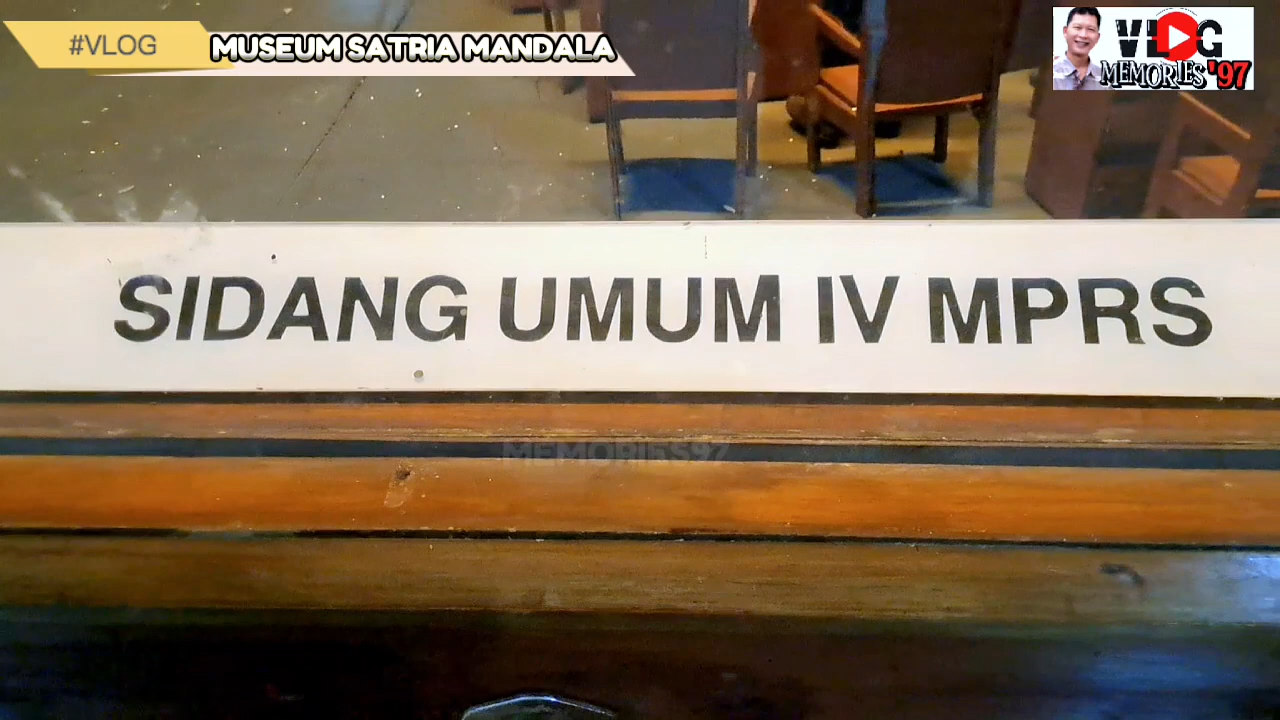 #VLOG
MUSEUM SATRIA MANDALA
VLOG
MEMORIES '97
SIDANG UMUM IV MPRS
MEMORIES97